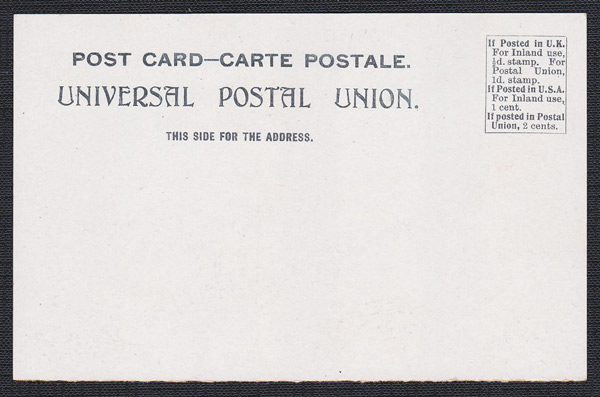 POST CARD—CARTE POSTALE.
UNIVERSAL POSTAL UNION.
THIS SIDE FOR THE ADDRESS.
If Posted in U.K.
For Inland use,
½d. stamp. For
Postal Union,
1d. stamp.
If Posted in U.S.A.
For Inland use,
1 cent.
If posted in Postal
Union, 2 cents.